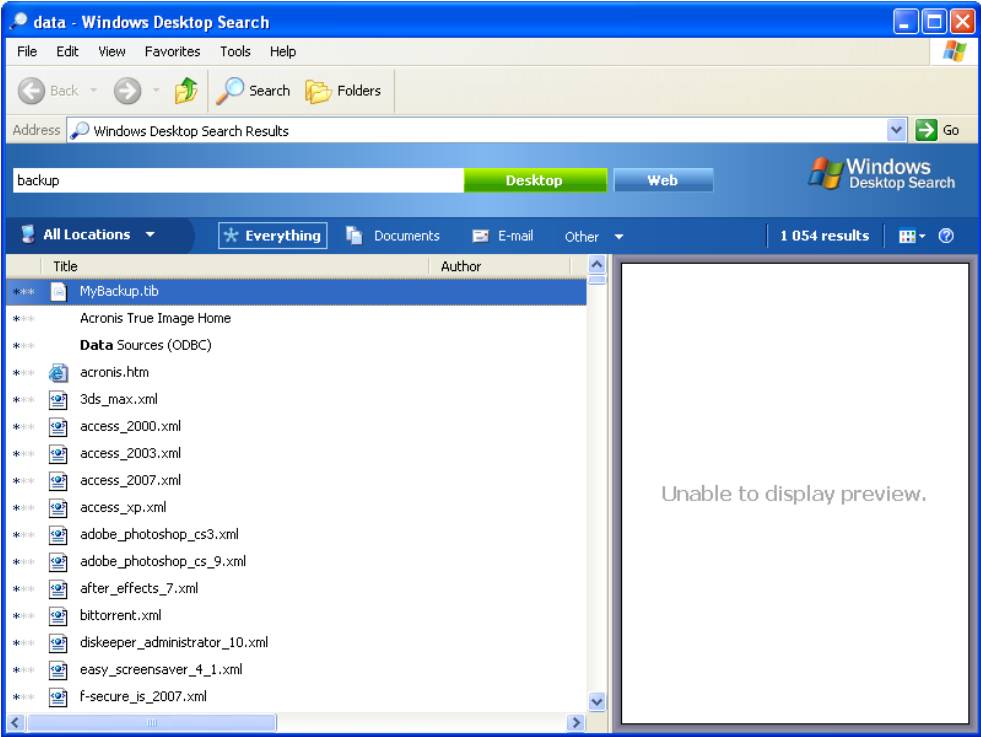 data - Windows Desktop Search
File Edit View Favorites Tools Help
Back Search Folders
Address Windows Desktop Search Results Go
backup Desktop Web Windows Desktop Search
All Locations Everything Documents E-mail Other 1 054 results
Title Author
MyBackup.tib
Acronis True Image Home
Data Sources (ODBC)
acronis.htm
3ds_max.xml
access_2000.xml
access_2003.xml
access_2007.xml
access_xp.xml
adobe_photoshop_cs3.xml
adobe_photoshop_cs_9.xml
after_effects_7.xml
bittorrent.xml
diskeeper_administrator_10.xml
easy_screensaver_4_1.xml
f-secure_is_2007.xml
Unable to display preview.